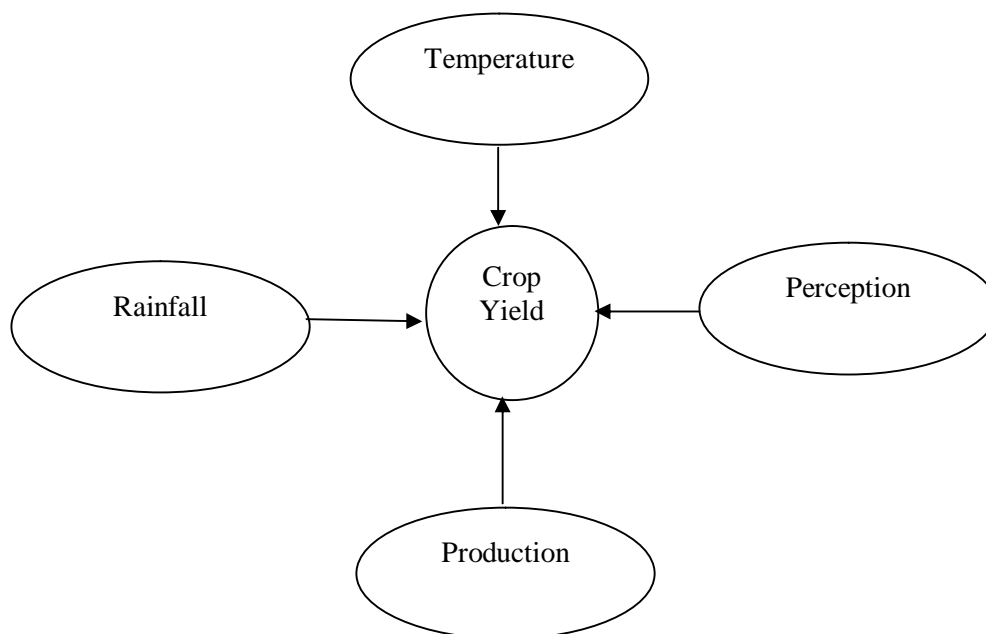 Temperature
Crop
Yield
Perception
Rainfall
Production